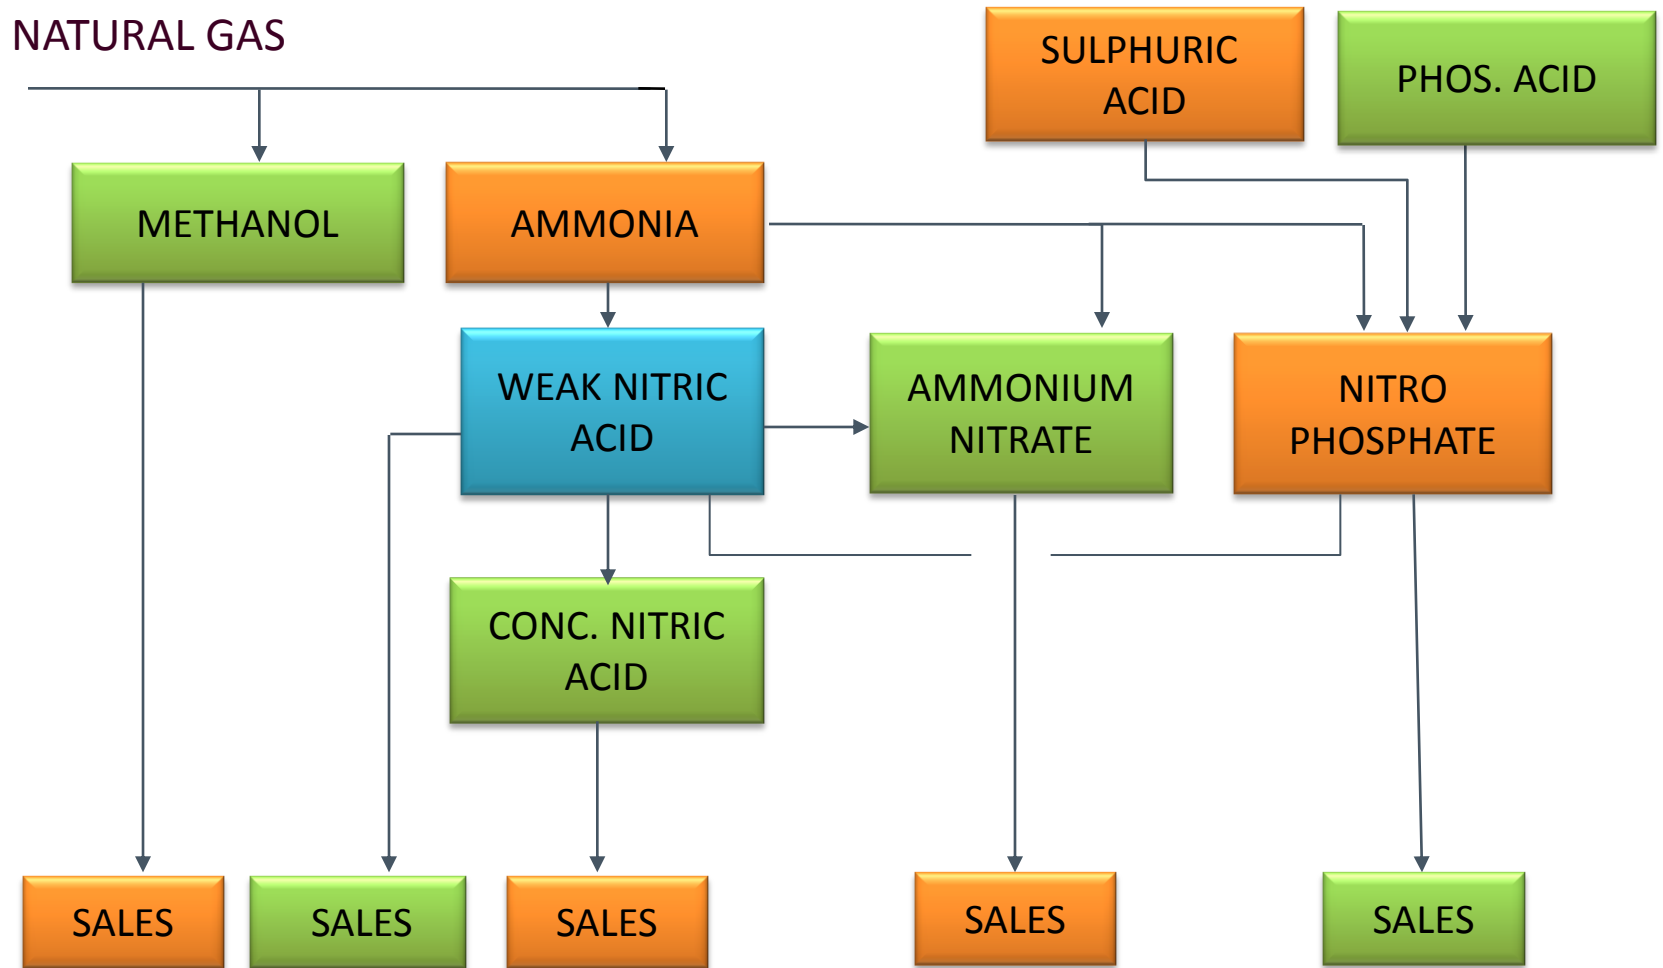 NATURAL GAS
SULPHURIC
ACID
PHOS. ACID
METHANOL
AMMONIA
WEAK NITRIC
ACID
AMMONIUM
NITRATE
NITRO
PHOSPHATE
CONC. NITRIC
ACID
SALES
SALES
SALES
SALES
SALES